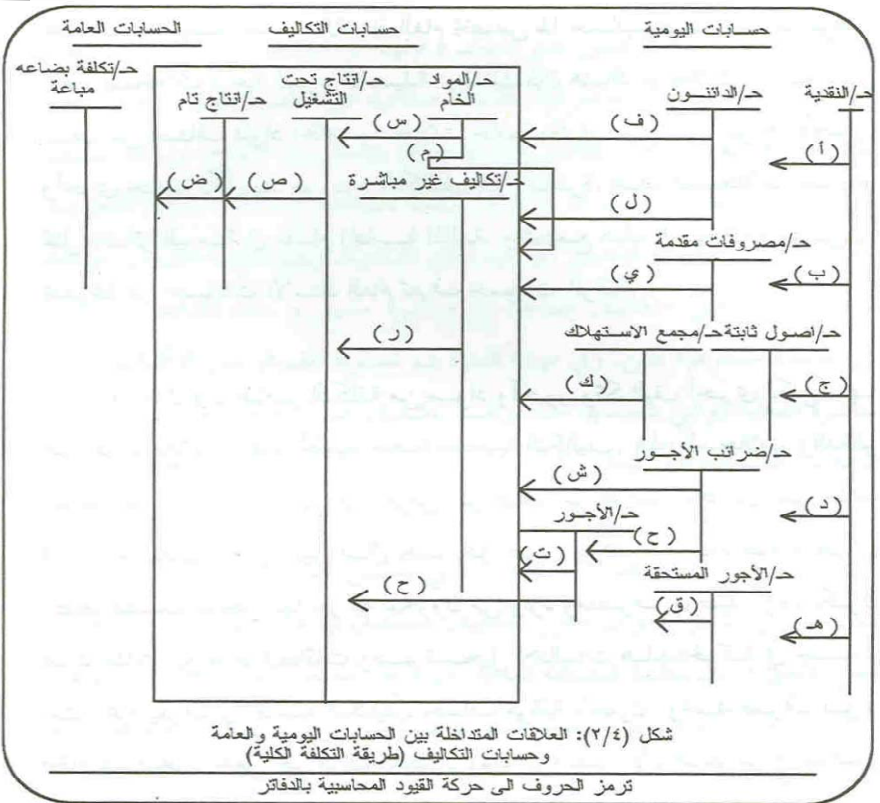 حسابات اليومية
حسابات التكاليف
الحسابات العامة
حـ/النقدية
حـ/الدائنون
حـ/المواد الخام
حـ/انتاج تحت التشغيل
حـ/انتاج تام
حـ/تكلفة بضاعه مباعة
(أ)
(ف)
(س)
(م)
حـ/تكاليف غير مباشرة
(ل)
(ص)
(ض)
حـ/مصروفات مقدمة
(ب)
(ي)
حـ/اصول ثابتة
حـ/مجمع الاستهلاك
(ر)
(ج)
(ك)
حـ/ضرائب الأجور
(ش)
(د)
حـ/الأجور
(ح)
(ت)
حـ/الأجور المستحقة
(ح)
(ق)
(هـ)
شكل (٢/٤): العلاقات المتداخلة بين الحسابات اليومية والعامة
وحسابات التكاليف (طريقة التكلفة الكلية)
ترمز الحروف الى حركة القيود المحاسبية بالدفاتر